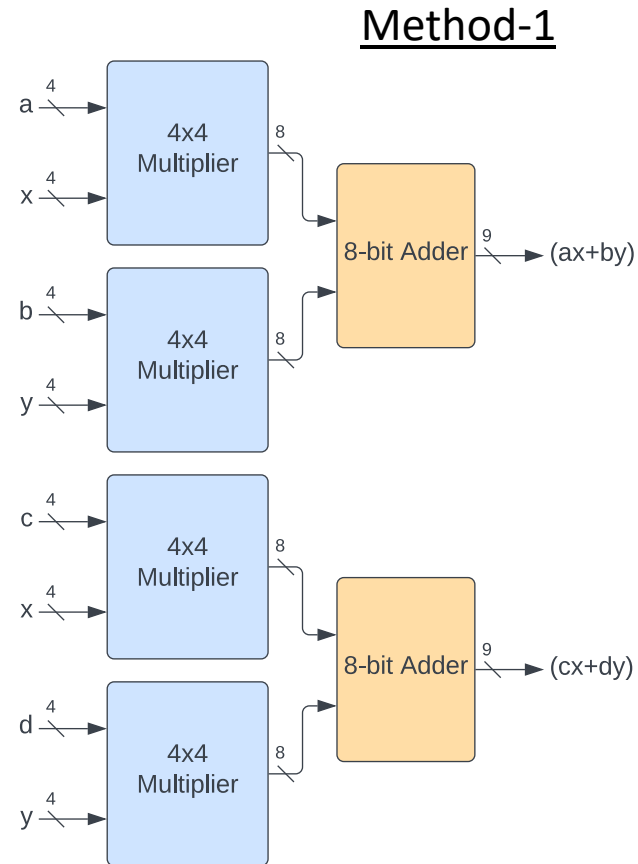 Method-1
4
a
4
x
4x4
Multiplier
8
4
b
4
y
4x4
Multiplier
8
8-bit Adder
9
(ax+by)
4
c
4
x
4x4
Multiplier
8
4
d
4
y
4x4
Multiplier
8
8-bit Adder
9
(cx+dy)